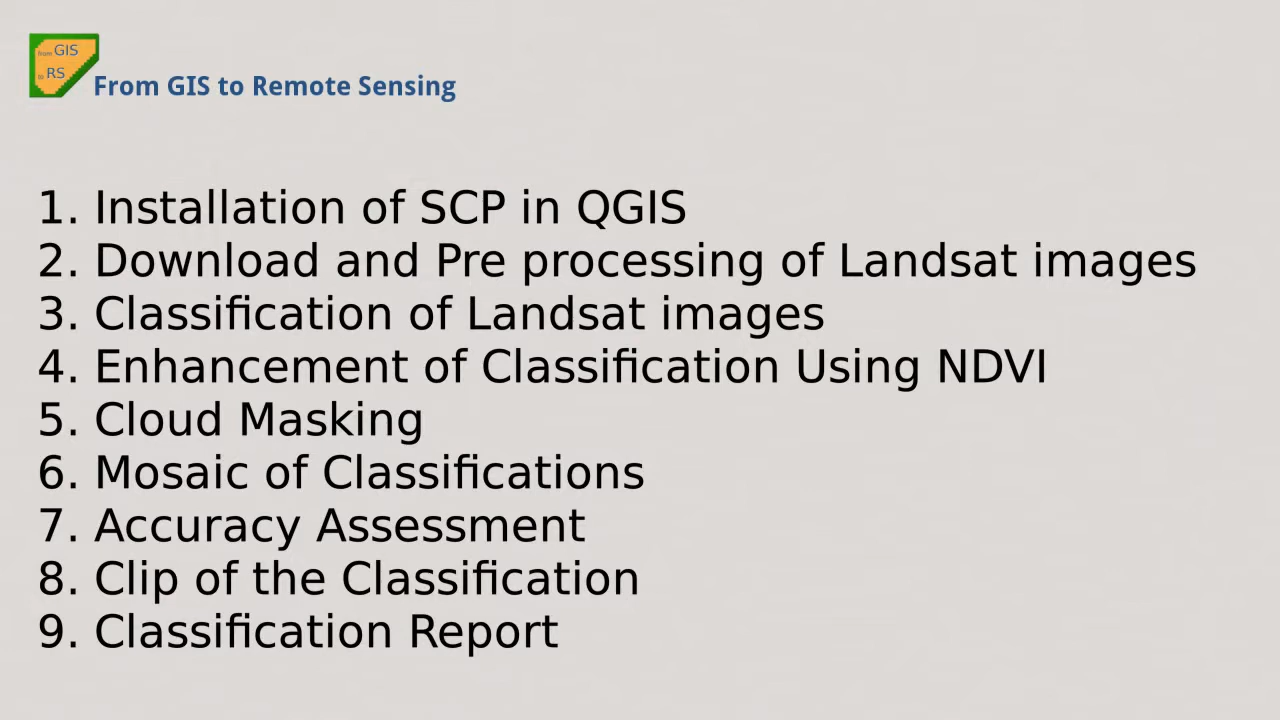 from GIS
to RS
From GIS to Remote Sensing
1. Installation of SCP in QGIS
2. Download and Pre processing of Landsat images
3. Classification of Landsat images
4. Enhancement of Classification Using NDVI
5. Cloud Masking
6. Mosaic of Classifications
7. Accuracy Assessment
8. Clip of the Classification
9. Classification Report